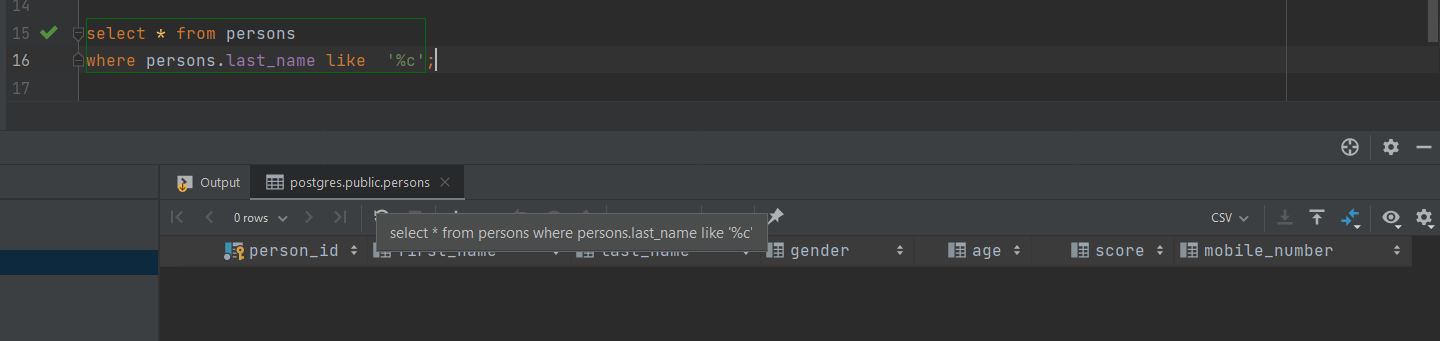 14
15 select * from persons
16 where persons.last_name like '%c';
17
Output postgres.public.persons
0 rows CSV
select * from persons where persons.last_name like '%c'
person_id first_name last_name gender age score mobile_number